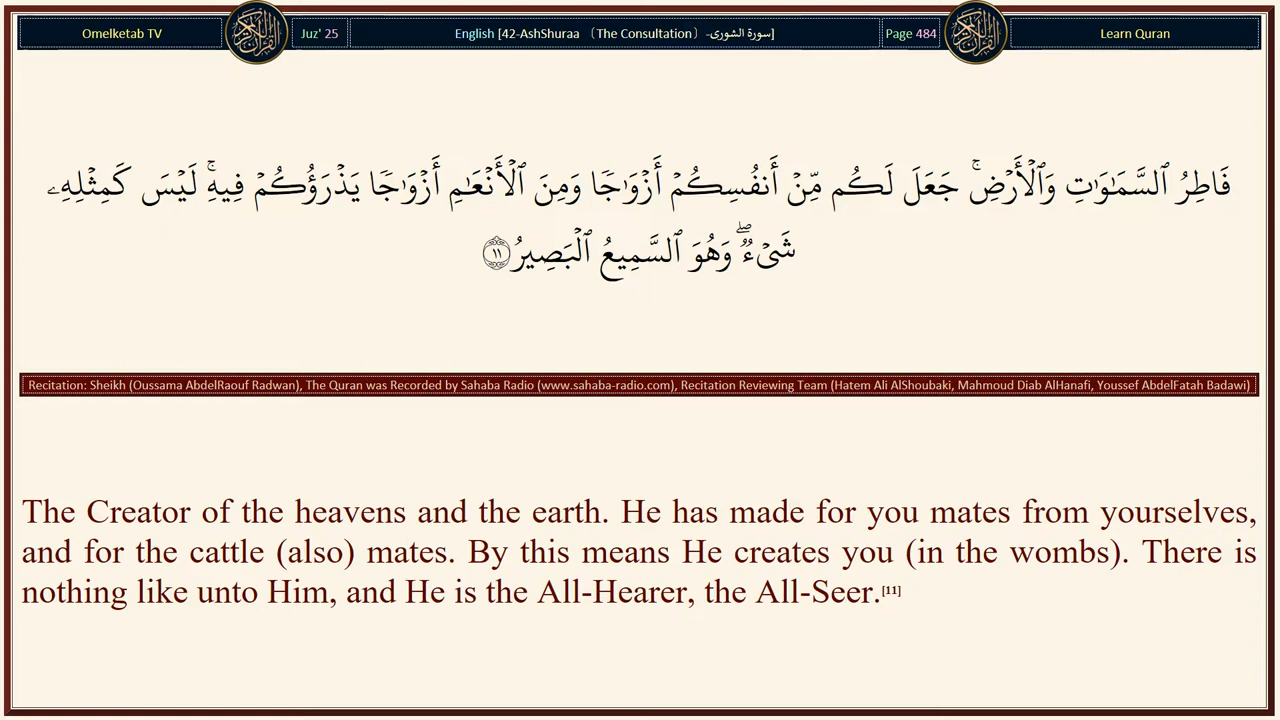 Omelketab TV
Juz' 25
English [42-AshShuraa （The Consultation）-سورة الشورى]
Page 484
Learn Quran
فَاطِرُ ٱلسَّمَٰوَٰتِ وَٱلْأَرْضِۚ جَعَلَ لَكُم مِّنْ أَنفُسِكُمْ أَزْوَٰجًا وَمِنَ ٱلْأَنْعَٰمِ أَزْوَٰجًا يَذْرَؤُكُمْ فِيهِۚ لَيْسَ كَمِثْلِهِۦ
شَىْءٌۖ وَهُوَ ٱلسَّمِيعُ ٱلْبَصِيرُ ١١
Recitation: Sheikh (Oussama AbdelRaouf Radwan), The Quran was Recorded by Sahaba Radio (www.sahaba-radio.com), Recitation Reviewing Team (Hatem Ali AlShoubaki, Mahmoud Diab AlHanafi, Youssef AbdelFatah Badawi)
The Creator of the heavens and the earth. He has made for you mates from yourselves,
and for the cattle (also) mates. By this means He creates you (in the wombs). There is
nothing like unto Him, and He is the All-Hearer, the All-Seer.[11]